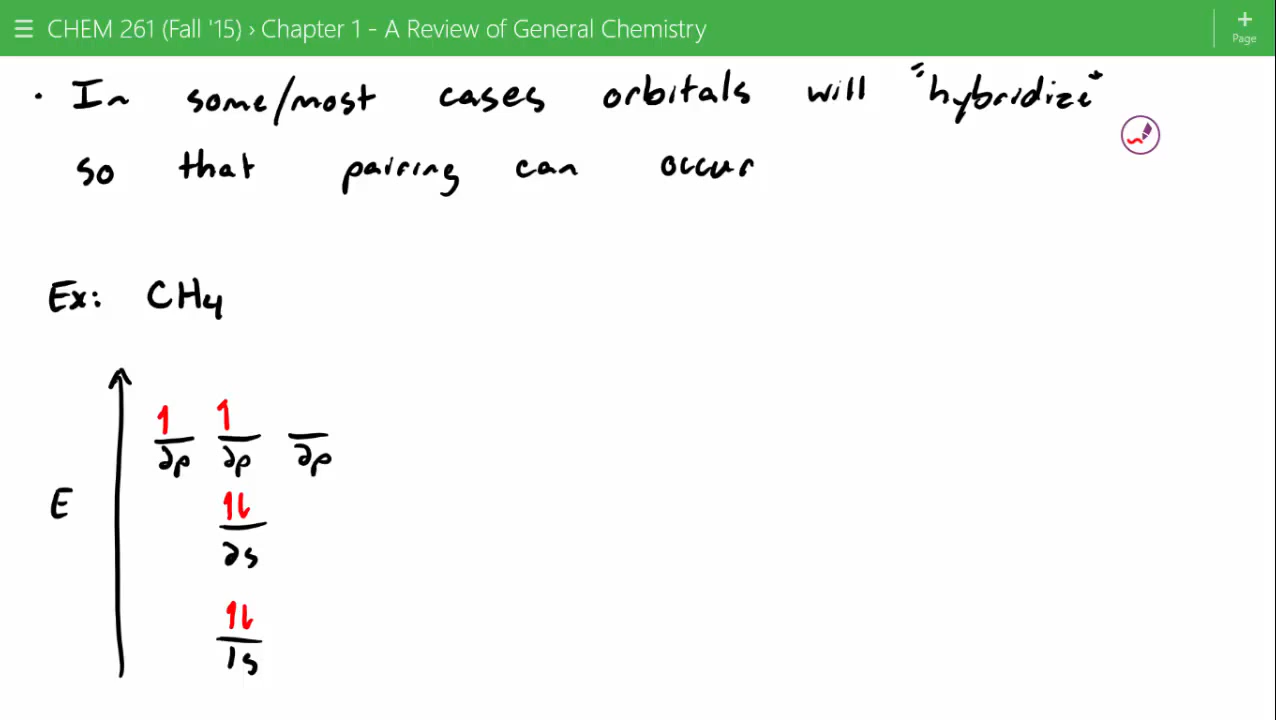 CHEM 261 (Fall '15) › Chapter 1 - A Review of General Chemistry
Page
• In some/most cases orbitals will "hybridize"
so that pairing can occur
Ex: CH4
E
2p 2p 2p
2s
1s